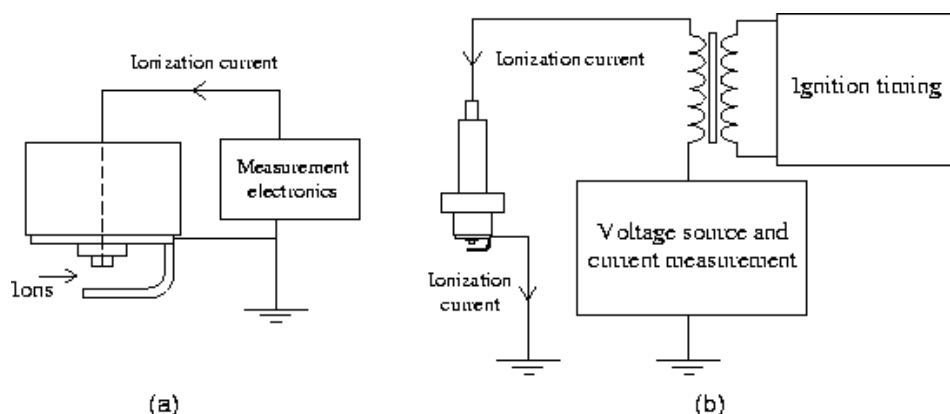 Ionization current
Measurement
electronics
Ions
(a)
Ionization current
Ignition timing
Voltage source and
current measurement
Ionization
current
(b)